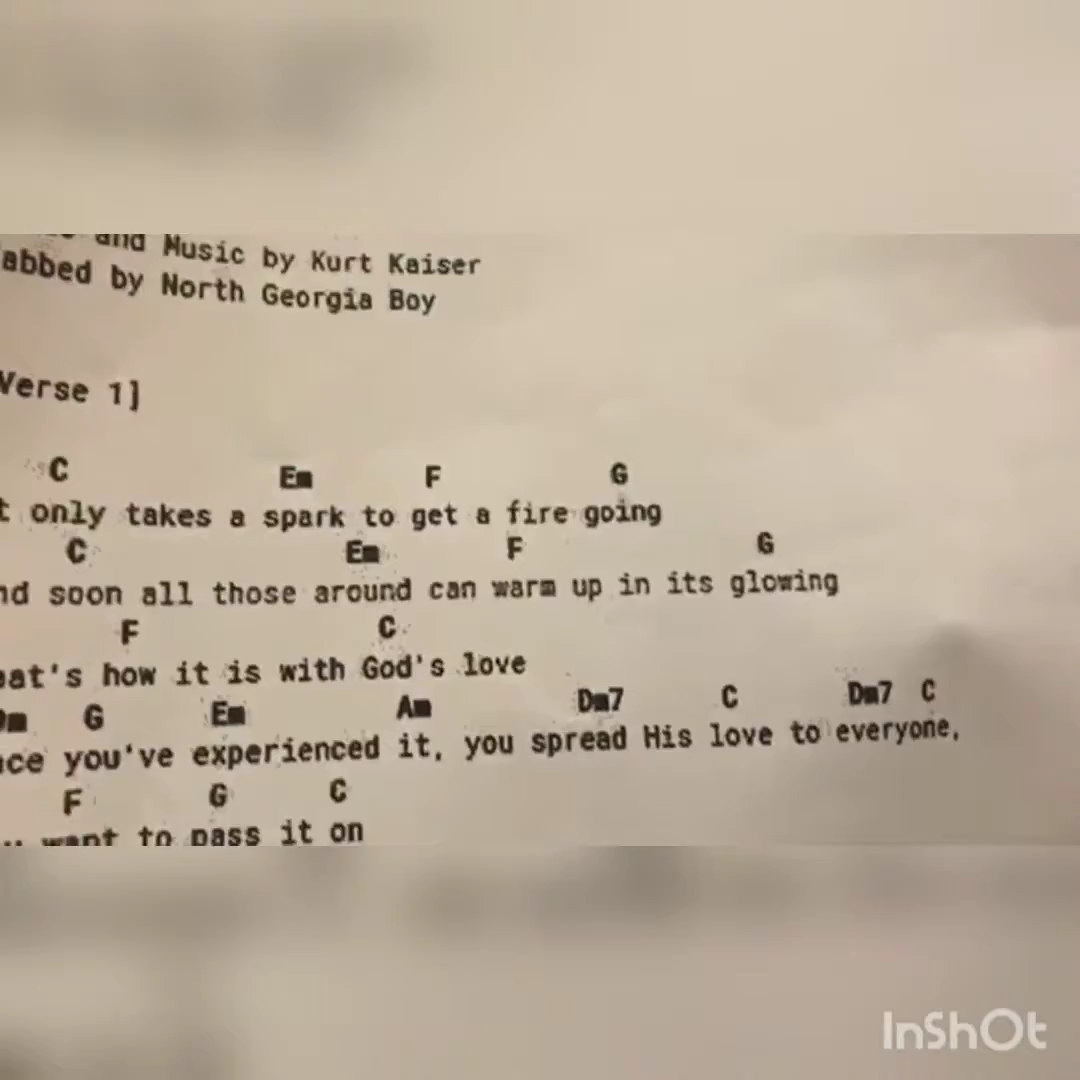 and Music by Kurt Kaiser
abbed by North Georgia Boy
Verse 1]
C Em F G
t only takes a spark to get a fire going
C Em F G
nd soon all those around can warm up in its glowing
F C
at's how it is with God's love
Dm G Em Am Dm7 C Dm7 C
nce you've experienced it, you spread His love to everyone,
F G C
want to pass it on
InShOt